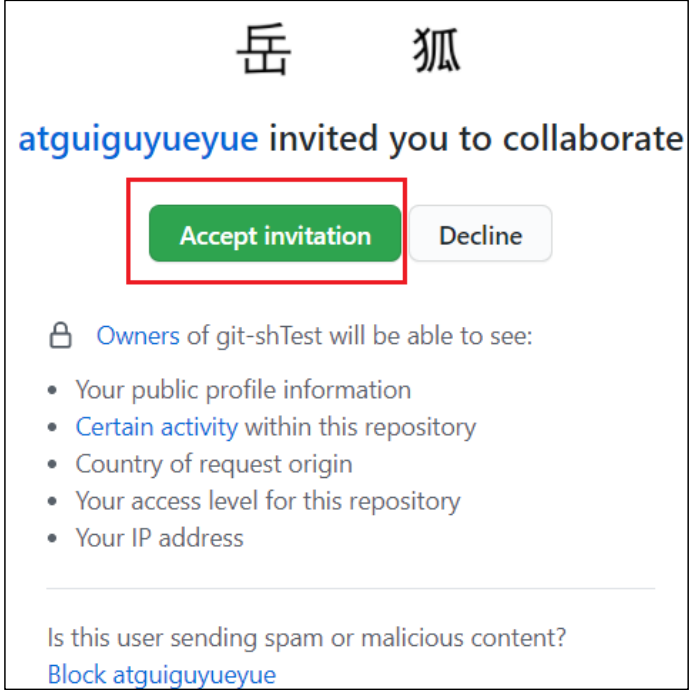 岳 狐
atguiguyueyue invited you to collaborate
Accept invitation Decline
Owners of git-shTest will be able to see:
• Your public profile information
• Certain activity within this repository
• Country of request origin
• Your access level for this repository
• Your IP address
Is this user sending spam or malicious content?
Block atguiguyueyue